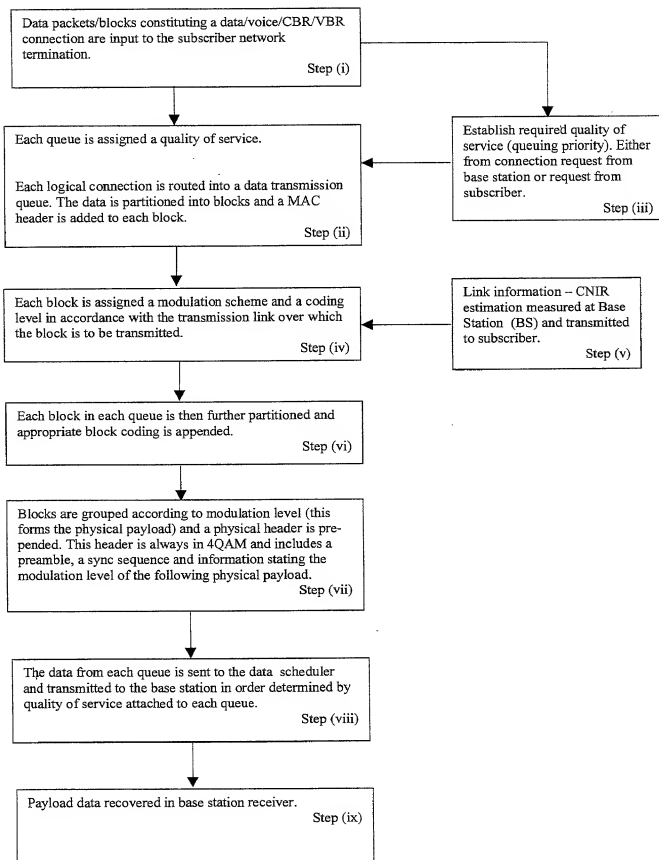 Data packets/blocks constituting a data/voice/CBR/VBR
connection are input to the subscriber network
termination.
Step (i)
Each queue is assigned a quality of service.
Each logical connection is routed into a data transmission
queue. The data is partitioned into blocks and a MAC
header is added to each block.
Step (ii)
Establish required quality of
service (queuing priority). Either
from connection request from
base station or request from
subscriber.
Step (iii)
Each block is assigned a modulation scheme and a coding
level in accordance with the transmission link over which
the block is to be transmitted.
Step (iv)
Link information – CNIR
estimation measured at Base
Station (BS) and transmitted
to subscriber.
Step (v)
Each block in each queue is then further partitioned and
appropriate block coding is appended.
Step (vi)
Blocks are grouped according to modulation level (this
forms the physical payload) and a physical header is pre-
pended. This header is always in 4QAM and includes a
preamble, a sync sequence and information stating the
modulation level of the following physical payload.
Step (vii)
The data from each queue is sent to the data scheduler
and transmitted to the base station in order determined by
quality of service attached to each queue.
Step (viii)
Payload data recovered in base station receiver.
Step (ix)